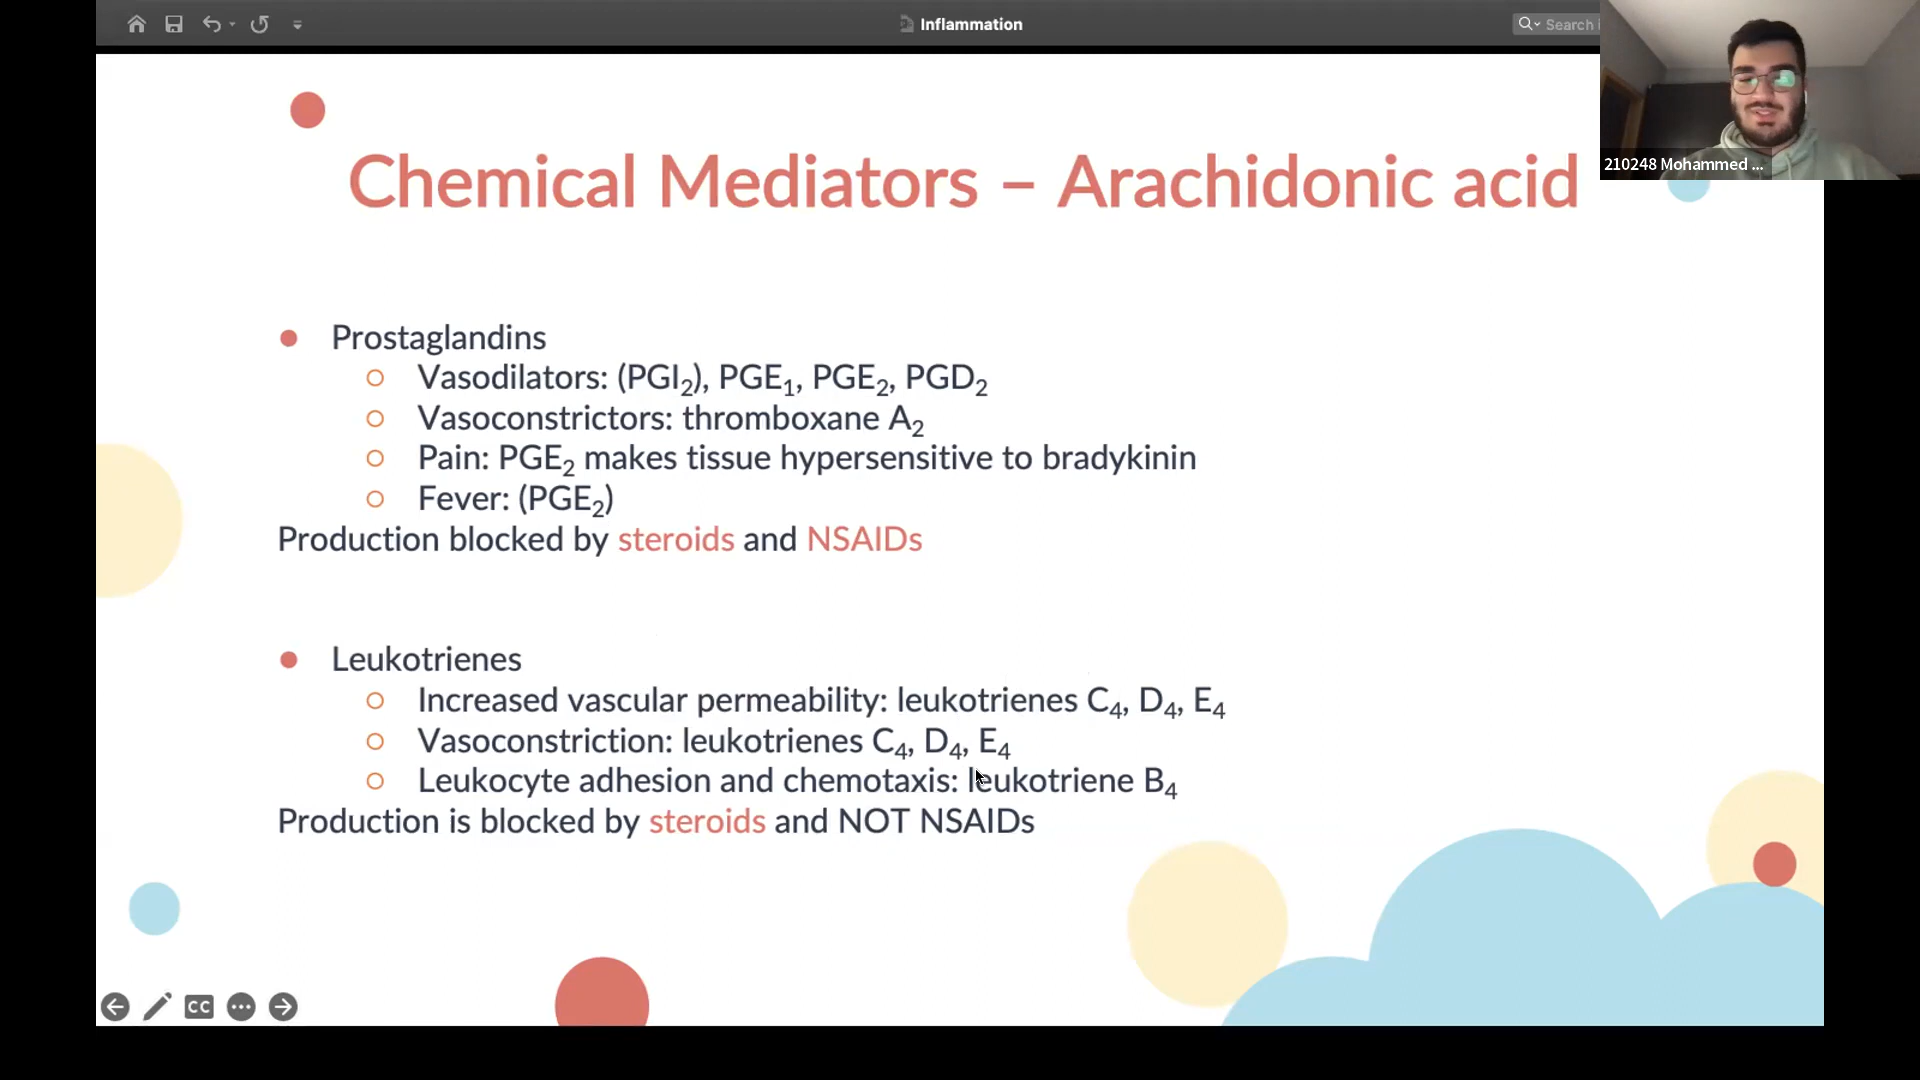 Inflammation
Search i
210248 Mohammed ...
Chemical Mediators – Arachidonic acid
Prostaglandins
Vasodilators: (PGI₂), PGE₁, PGE₂, PGD₂
Vasoconstrictors: thromboxane A₂
Pain: PGE₂ makes tissue hypersensitive to bradykinin
Fever: (PGE₂)
Production blocked by steroids and NSAIDs
Leukotrienes
Increased vascular permeability: leukotrienes C₄, D₄, E₄
Vasoconstriction: leukotrienes C₄, D₄, E₄
Leukocyte adhesion and chemotaxis: leukotriene B₄
Production is blocked by steroids and NOT NSAIDs
CC